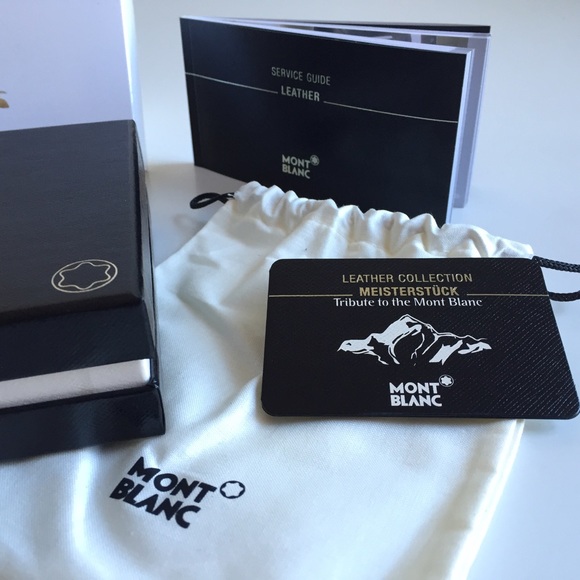 SERVICE GUIDE
LEATHER
MONT
BLANC
LEATHER COLLECTION
MEISTERSTÜCK
Tribute to the Mont Blanc
MONT
BLANC
MONT
BLANC